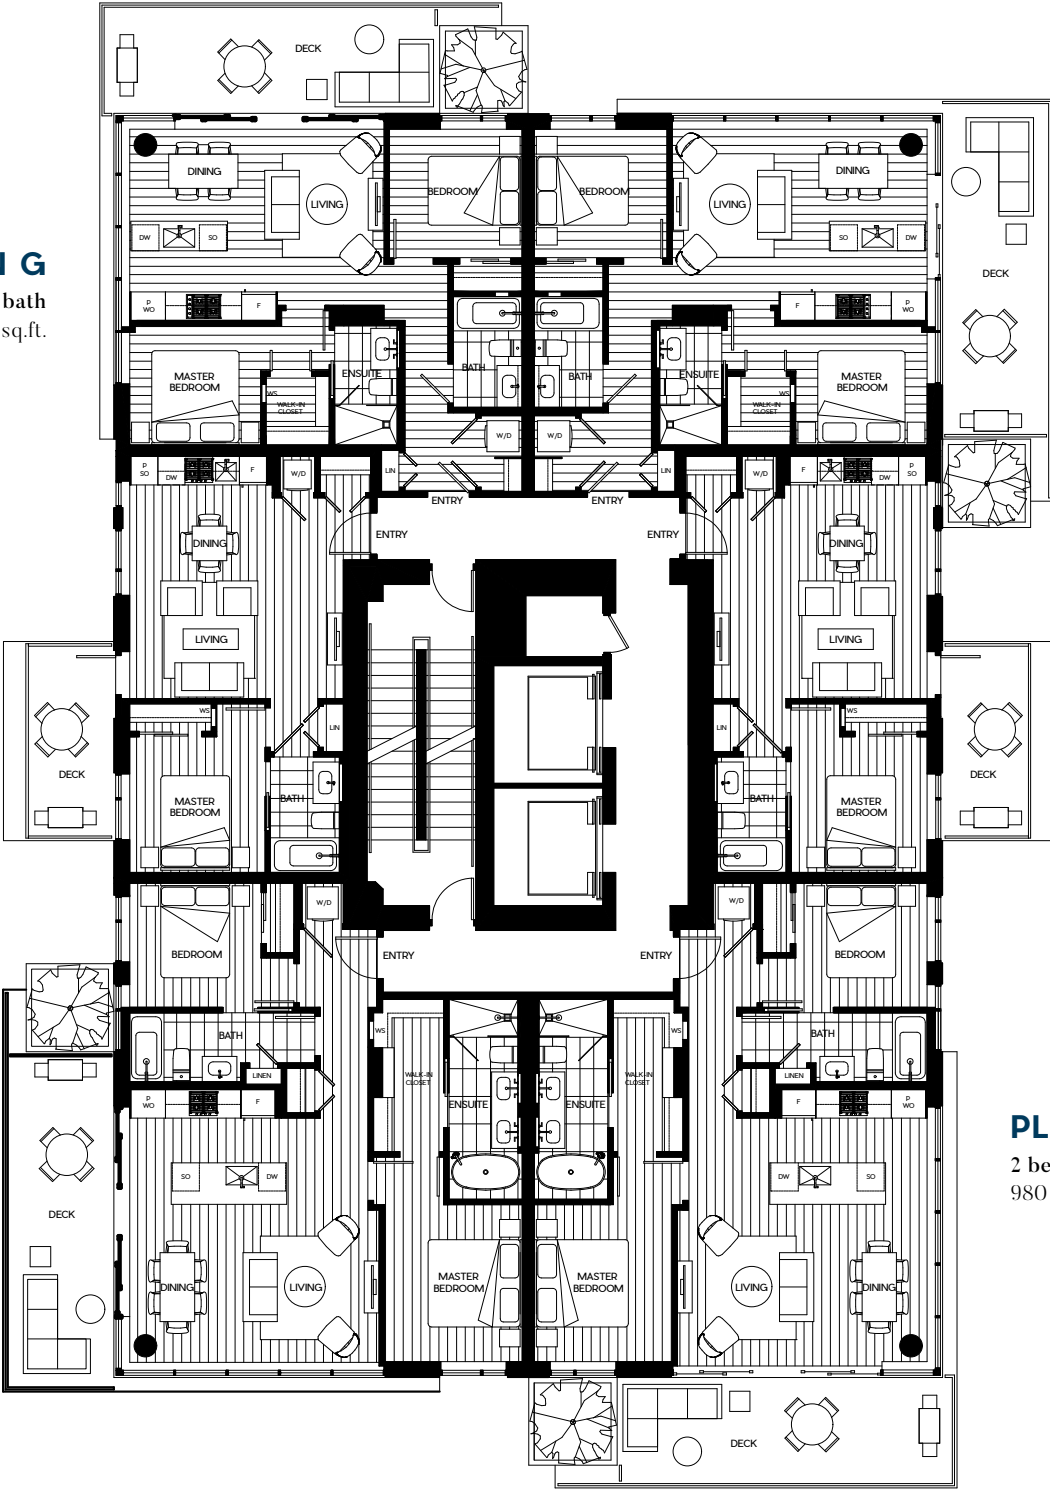 DECK
DINING
LIVING
BEDROOM
BEDROOM
LIVING
DINING
DW
SO
SO
DW
DECK
N G
bath
sq.ft.
P
WO
F
F
P
WO
MASTER
BEDROOM
WS
WALK-IN
CLOSET
ENSUITE
BATH
BATH
ENSUITE
WS
WALK-IN
CLOSET
MASTER
BEDROOM
W/D
W/D
P
SO
DW
F
W/D
LIN
LIN
W/D
F
DW
P
SO
ENTRY
ENTRY
ENTRY
ENTRY
DINING
DINING
LIVING
LIVING
WS
LIN
LIN
WS
DECK
DECK
MASTER
BEDROOM
BATH
BATH
MASTER
BEDROOM
W/D
W/D
BEDROOM
ENTRY
ENTRY
BEDROOM
BATH
WS
WS
BATH
LINEN
WALK-IN
CLOSET
WALK-IN
CLOSET
LINEN
P
WO
F
ENSUITE
ENSUITE
F
P
WO
PL
2 be
980
SO
DW
DW
SO
DECK
DINING
LIVING
MASTER
BEDROOM
MASTER
BEDROOM
LIVING
DINING
DECK